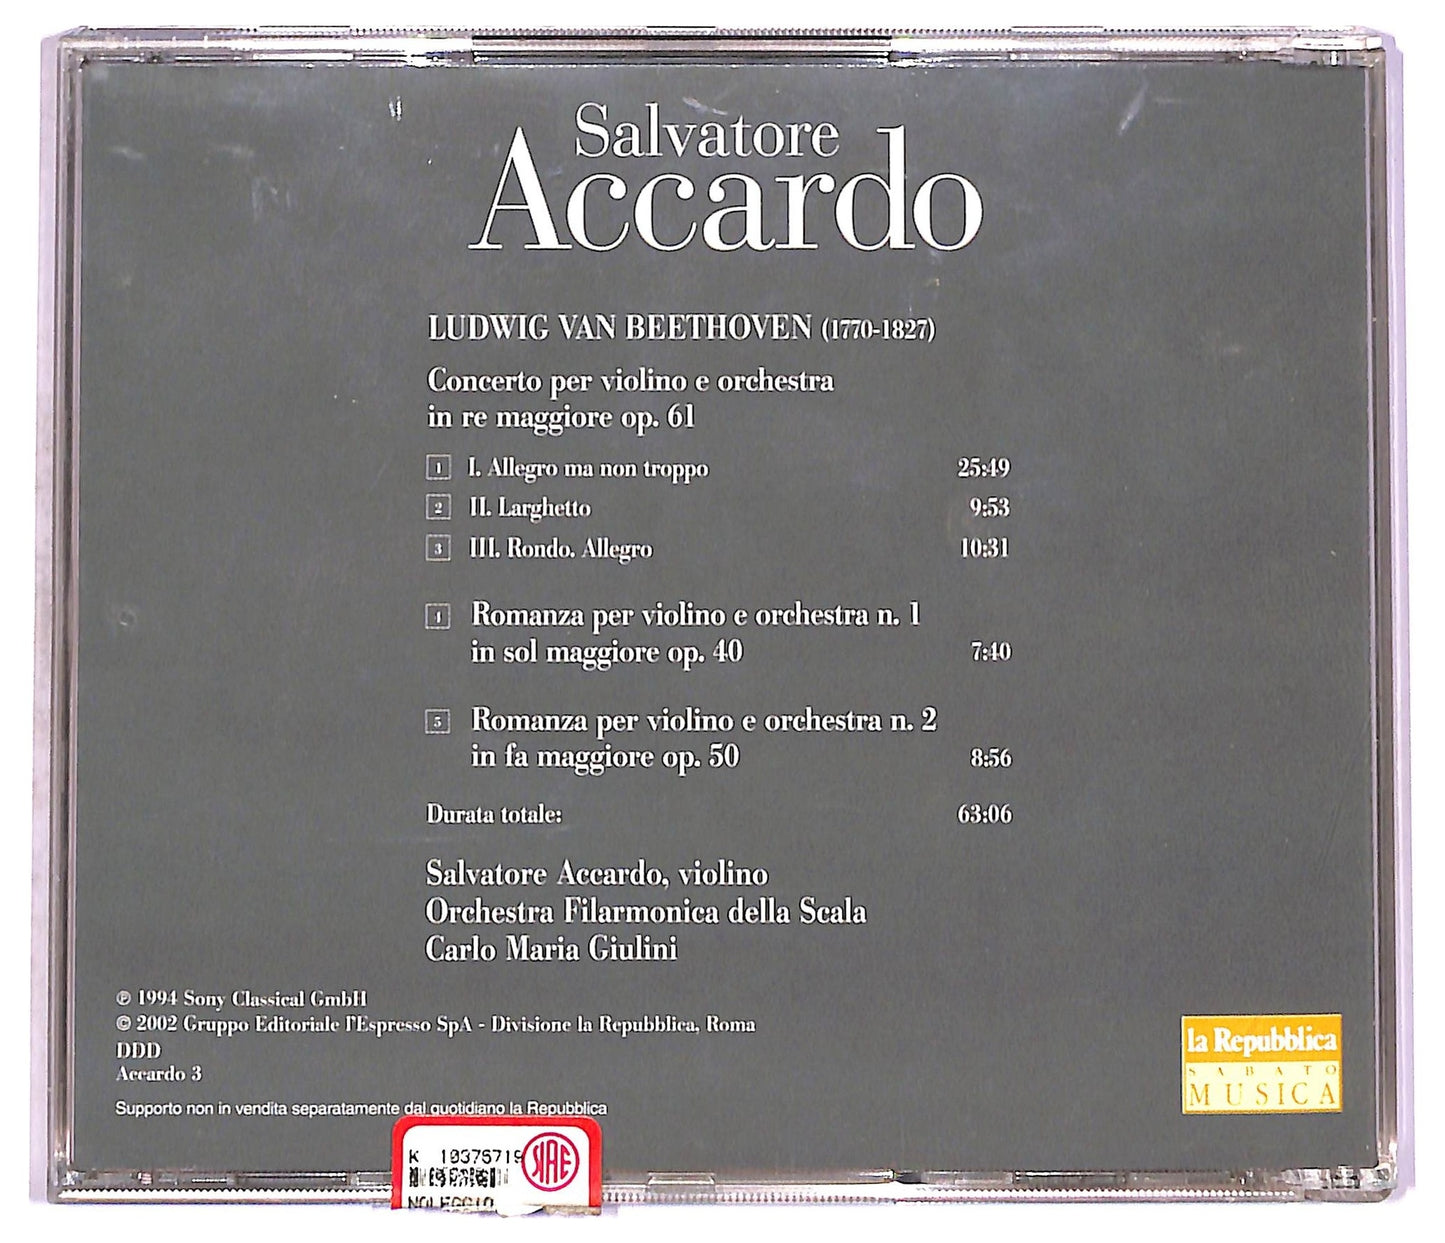 Salvatore
Accardo
LUDWIG VAN BEETHOVEN (1770-1827)
Concerto per violino e orchestra
in re maggiore op. 61
1 I. Allegro ma non troppo 25:49
2 II. Larghetto 9:53
3 III. Rondo. Allegro 10:31
4 Romanza per violino e orchestra n. 1
in sol maggiore op. 40 7:40
5 Romanza per violino e orchestra n. 2
in fa maggiore op. 50 8:56
Durata totale: 63:06
Salvatore Accardo, violino
Orchestra Filarmonica della Scala
Carlo Maria Giulini
℗ 1994 Sony Classical GmbH
© 2002 Gruppo Editoriale l'Espresso SpA - Divisione la Repubblica, Roma
DDD
Accardo 3
Supporto non in vendita separatamente dal quotidiano la Repubblica
la Repubblica
SABATO
MUSICA
K 10375719
SIAE
NOLEGGIO